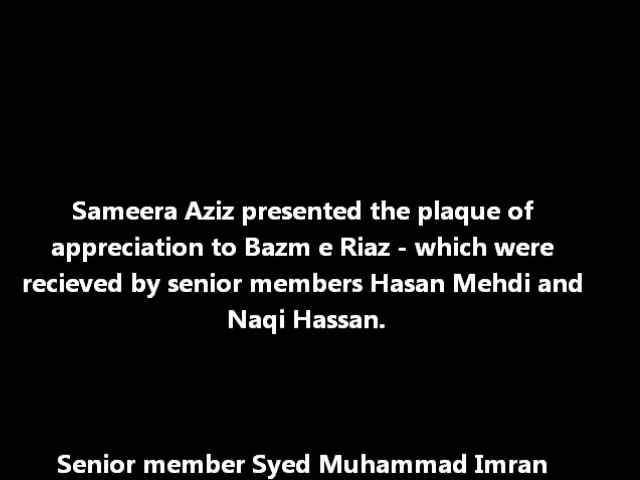 Sameera Aziz presented the plaque of
appreciation to Bazm e Riaz - which were
recieved by senior members Hasan Mehdi and
Naqi Hassan.
Senior member Syed Muhammad Imran